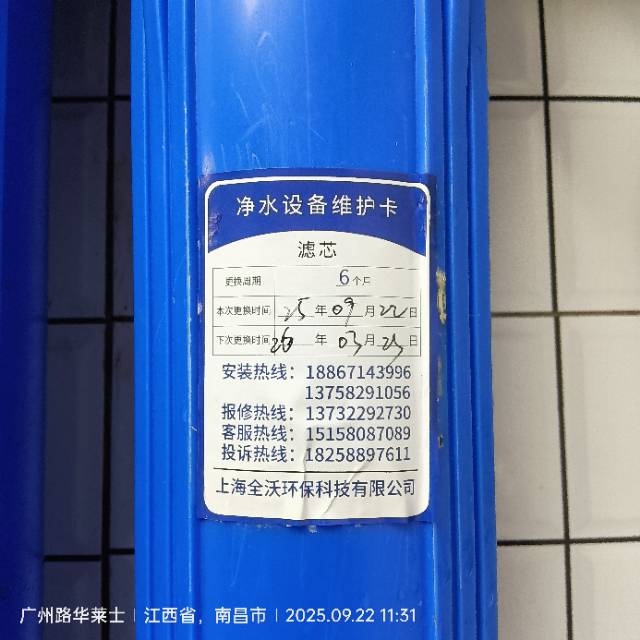 净水设备维护卡
滤芯
更换周期 6个月
本次更换时间 25年09月22日
下次更换时间 26年03月23日
安装热线：18867143996
13758291056
报修热线：13732292730
客服热线：15158087089
投诉热线：18258897611
上海全沃环保科技有限公司
广州路华莱士 | 江西省，南昌市 | 2025.09.22 11:31